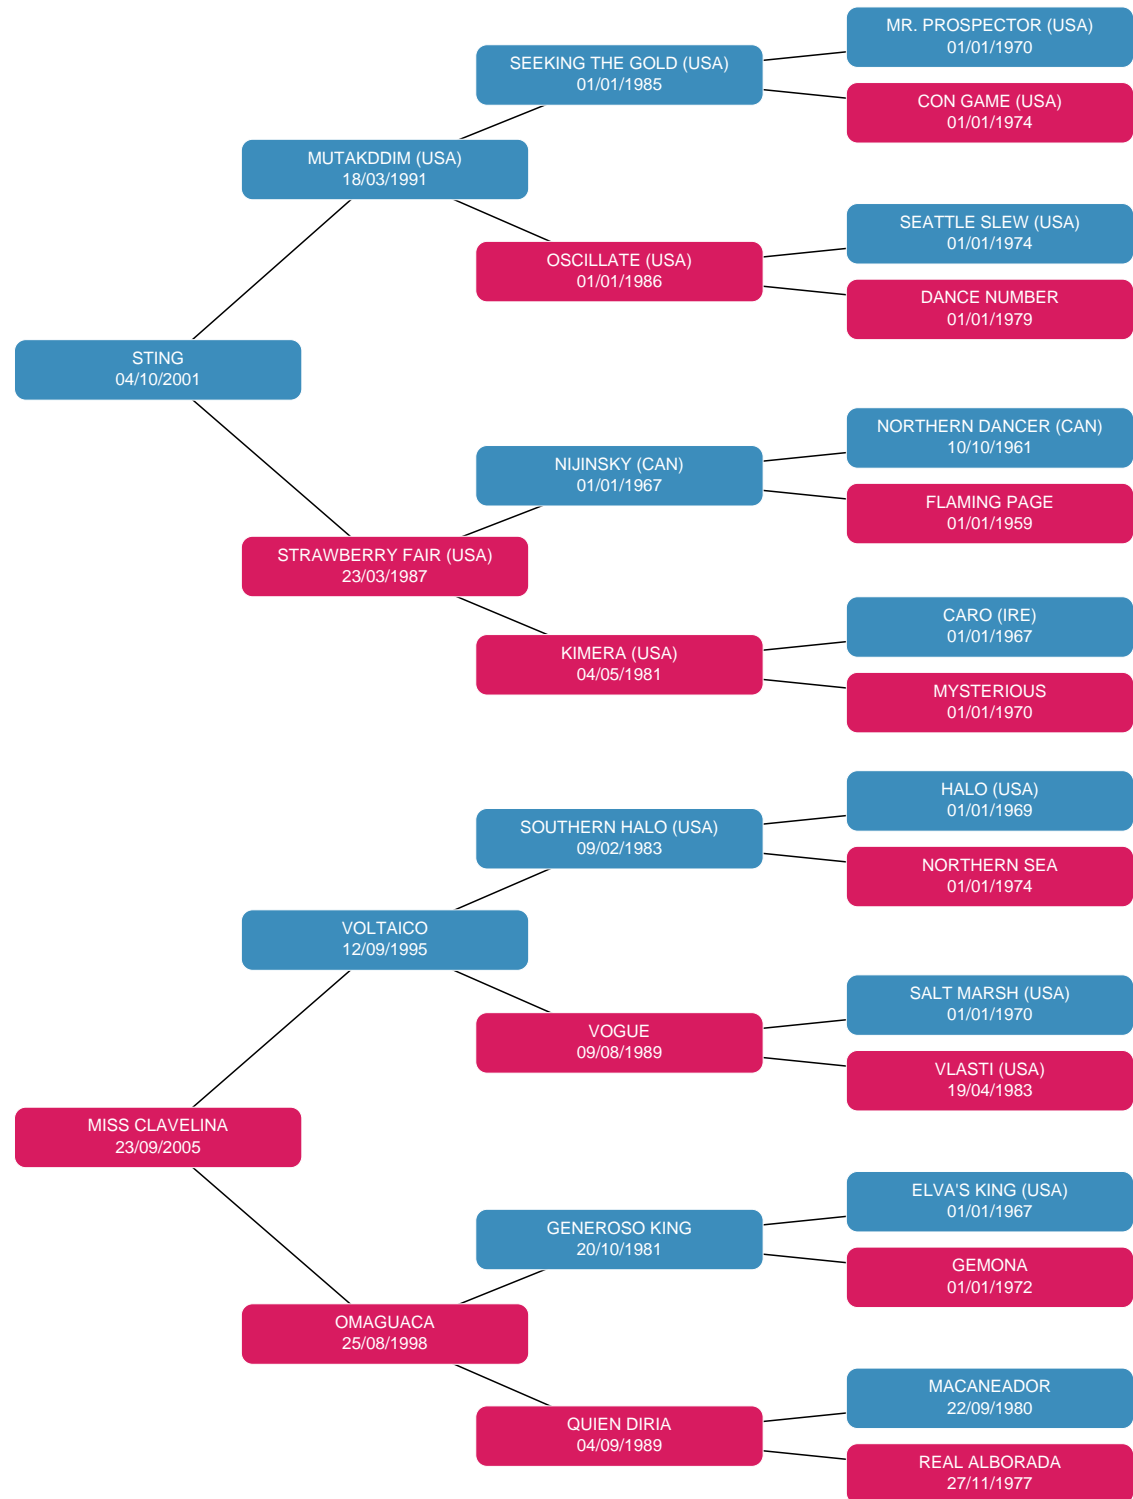 MR. PROSPECTOR (USA)
01/01/1970
SEEKING THE GOLD (USA)
01/01/1985
CON GAME (USA)
01/01/1974
MUTAKDDIM (USA)
18/03/1991
SEATTLE SLEW (USA)
01/01/1974
OSCILLATE (USA)
01/01/1986
DANCE NUMBER
01/01/1979
STING
04/10/2001
NORTHERN DANCER (CAN)
10/10/1961
NIJINSKY (CAN)
01/01/1967
FLAMING PAGE
01/01/1959
STRAWBERRY FAIR (USA)
23/03/1987
CARO (IRE)
01/01/1967
KIMERA (USA)
04/05/1981
MYSTERIOUS
01/01/1970
HALO (USA)
01/01/1969
SOUTHERN HALO (USA)
09/02/1983
NORTHERN SEA
01/01/1974
VOLTAICO
12/09/1995
SALT MARSH (USA)
01/01/1970
VOGUE
09/08/1989
VLASTI (USA)
19/04/1983
MISS CLAVELINA
23/09/2005
ELVA'S KING (USA)
01/01/1967
GENEROSO KING
20/10/1981
GEMONA
01/01/1972
OMAGUACA
25/08/1998
MACANEADOR
22/09/1980
QUIEN DIRIA
04/09/1989
REAL ALBORADA
27/11/1977